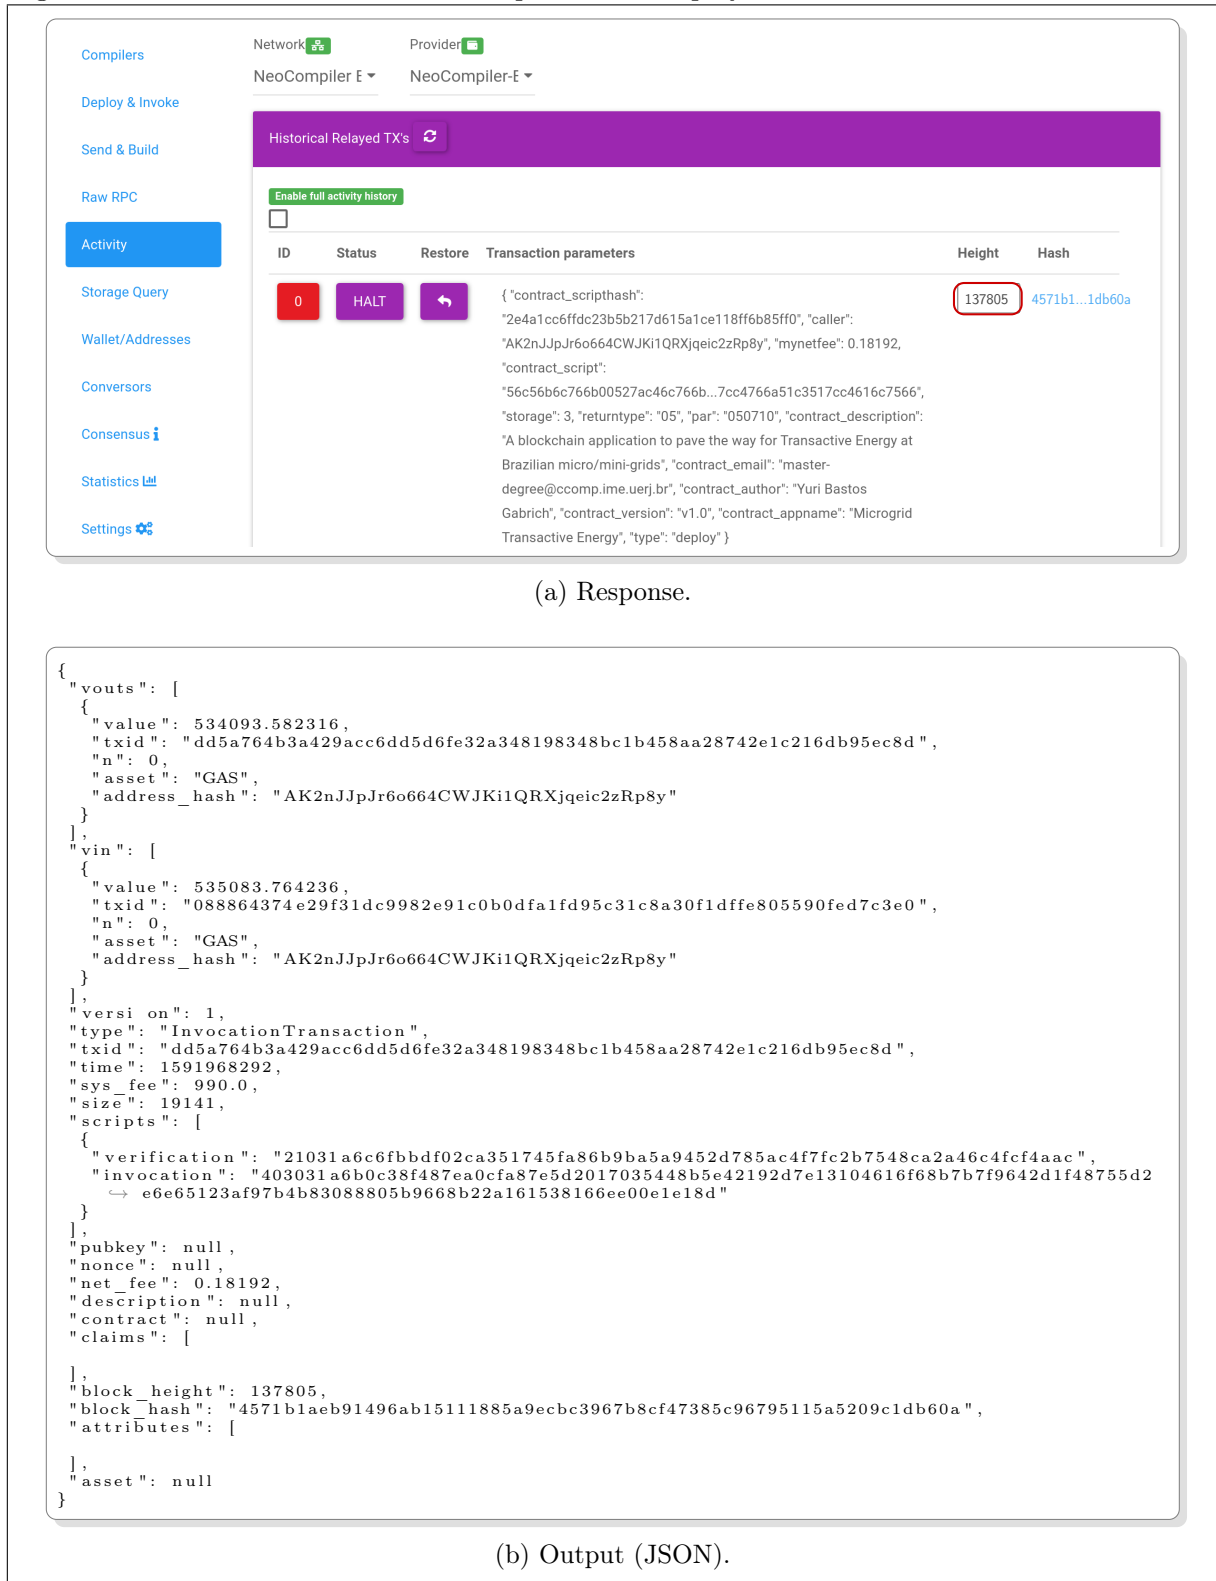 Compilers
Deploy & Invoke
Send & Build
Raw RPC
Activity
Storage Query
Wallet/Addresses
Conversors
Consensus
Statistics
Settings
Network Provider
NeoCompiler E NeoCompiler-E
Historical Relayed TX's
Enable full activity history
ID Status Restore Transaction parameters Height Hash
0 HALT { "contract_scripthash": 137805 4571b1...1db60a
"2e4a1cc6ffdc23b5b217d615a1ce118ff6b85ff0", "caller":
"AK2nJJpJr6o664CWJKi1QRXjqeic2zRp8y", "mynetfee": 0.18192,
"contract_script":
"56c56b6c766b00527ac46c766b...7cc4766a51c3517cc4616c7566",
"storage": 3, "returntype": "05", "par": "050710", "contract_description":
"A blockchain application to pave the way for Transactive Energy at
Brazilian micro/mini-grids", "contract_email": "master-
degree@ccomp.ime.uerj.br", "contract_author": "Yuri Bastos
Gabrich", "contract_version": "v1.0", "contract_appname": "Microgrid
Transactive Energy", "type": "deploy" }
(a) Response.
{
"vouts": [
{
"value": 534093.582316,
"txid": "dd5a764b3a429acc6dd5d6fe32a348198348bc1b458aa28742e1c216db95ec8d",
"n": 0,
"asset": "GAS",
"address_hash": "AK2nJJpJr6o664CWJKi1QRXjqeic2zRp8y"
}
],
"vin": [
{
"value": 535083.764236,
"txid": "088864374e29f31dc9982e91c0b0dfa1fd95c31c8a30f1dffe805590fed7c3e0",
"n": 0,
"asset": "GAS",
"address_hash": "AK2nJJpJr6o664CWJKi1QRXjqeic2zRp8y"
}
],
"versi on": 1,
"type": "InvocationTransaction",
"txid": "dd5a764b3a429acc6dd5d6fe32a348198348bc1b458aa28742e1c216db95ec8d",
"time": 1591968292,
"sys_fee": 990.0,
"size": 19141,
"scripts": [
{
"verification": "21031a6c6fbbdf02ca351745fa86b9ba5a9452d785ac4f7fc2b7548ca2a46c4fcf4aac",
"invocation": "403031a6b0c38f487ea0cfa87e5d2017035448b5e42192d7e13104616f68b7b7f9642d1f48755d2
↪ e6e65123af97b4b83088805b9668b22a161538166ee00e1e18d"
}
],
"pubkey": null,
"nonce": null,
"net_fee": 0.18192,
"description": null,
"contract": null,
"claims": [
],
"block_height": 137805,
"block_hash": "4571b1aeb91496ab15111885a9ecbc3967b8cf47385c96795115a5209c1db60a",
"attributes": [
],
"asset": null
}
(b) Output (JSON).